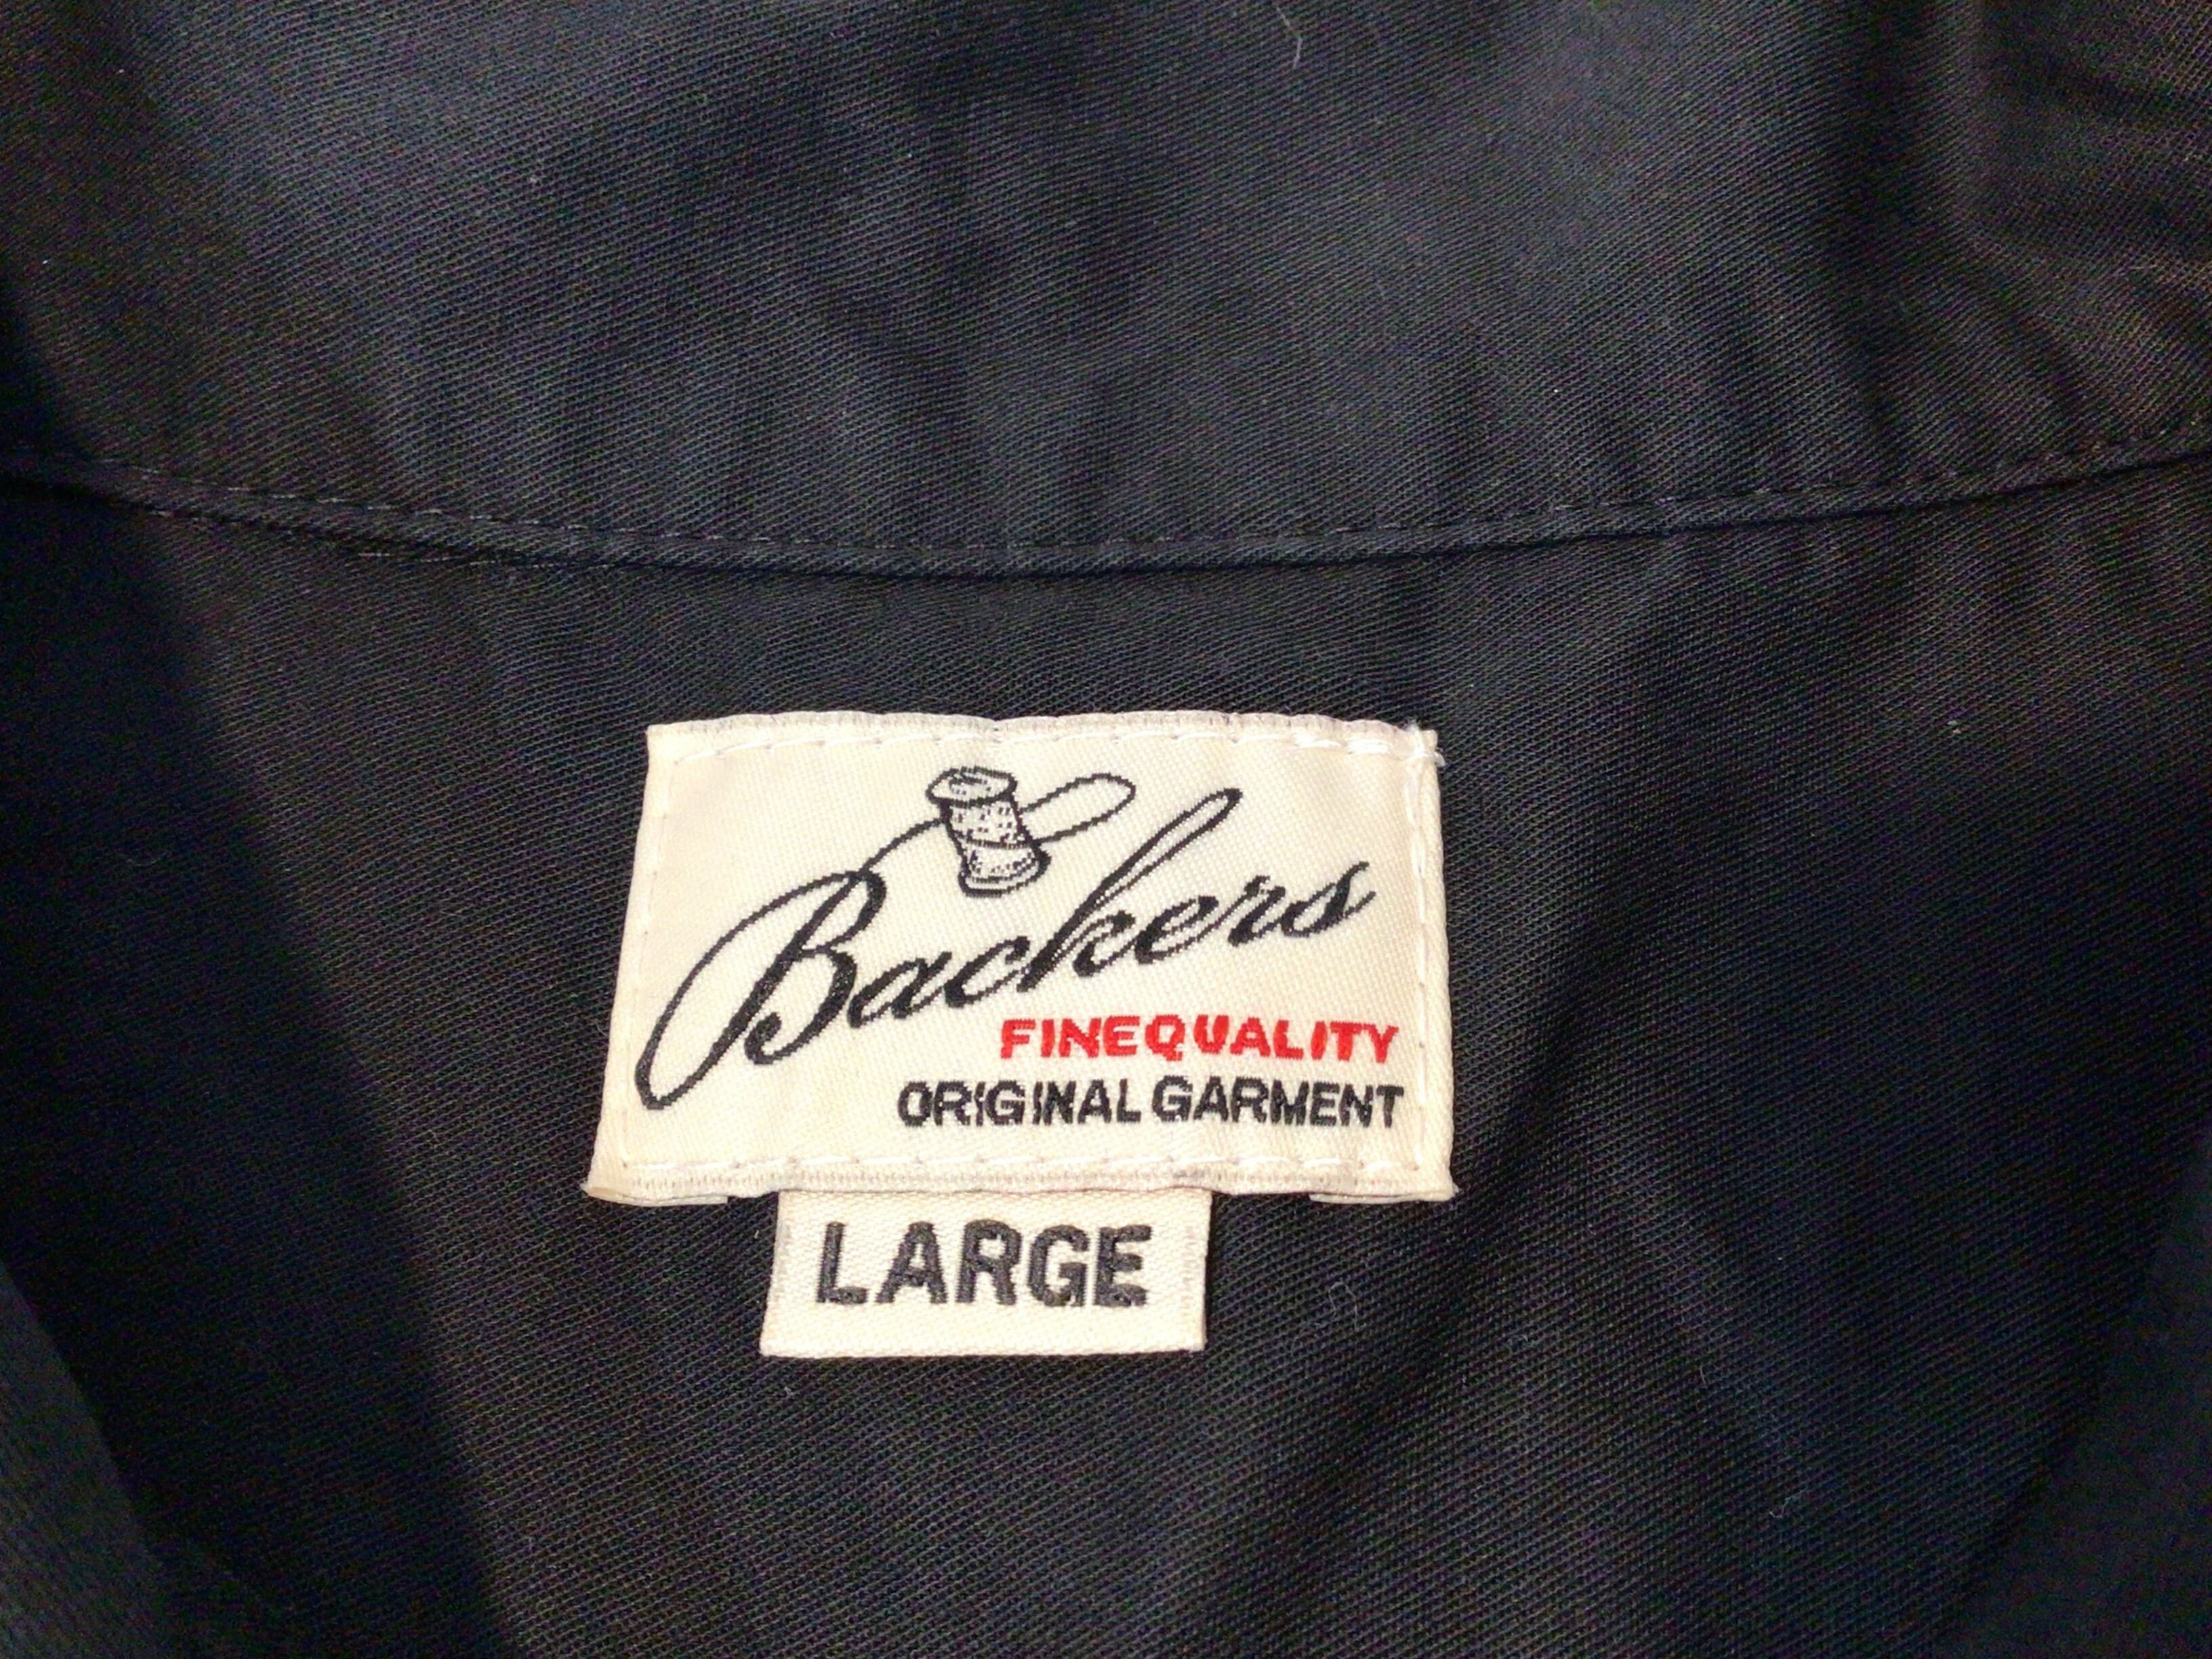 Backers
FINEQUALITY
ORIGINAL GARMENT
LARGE